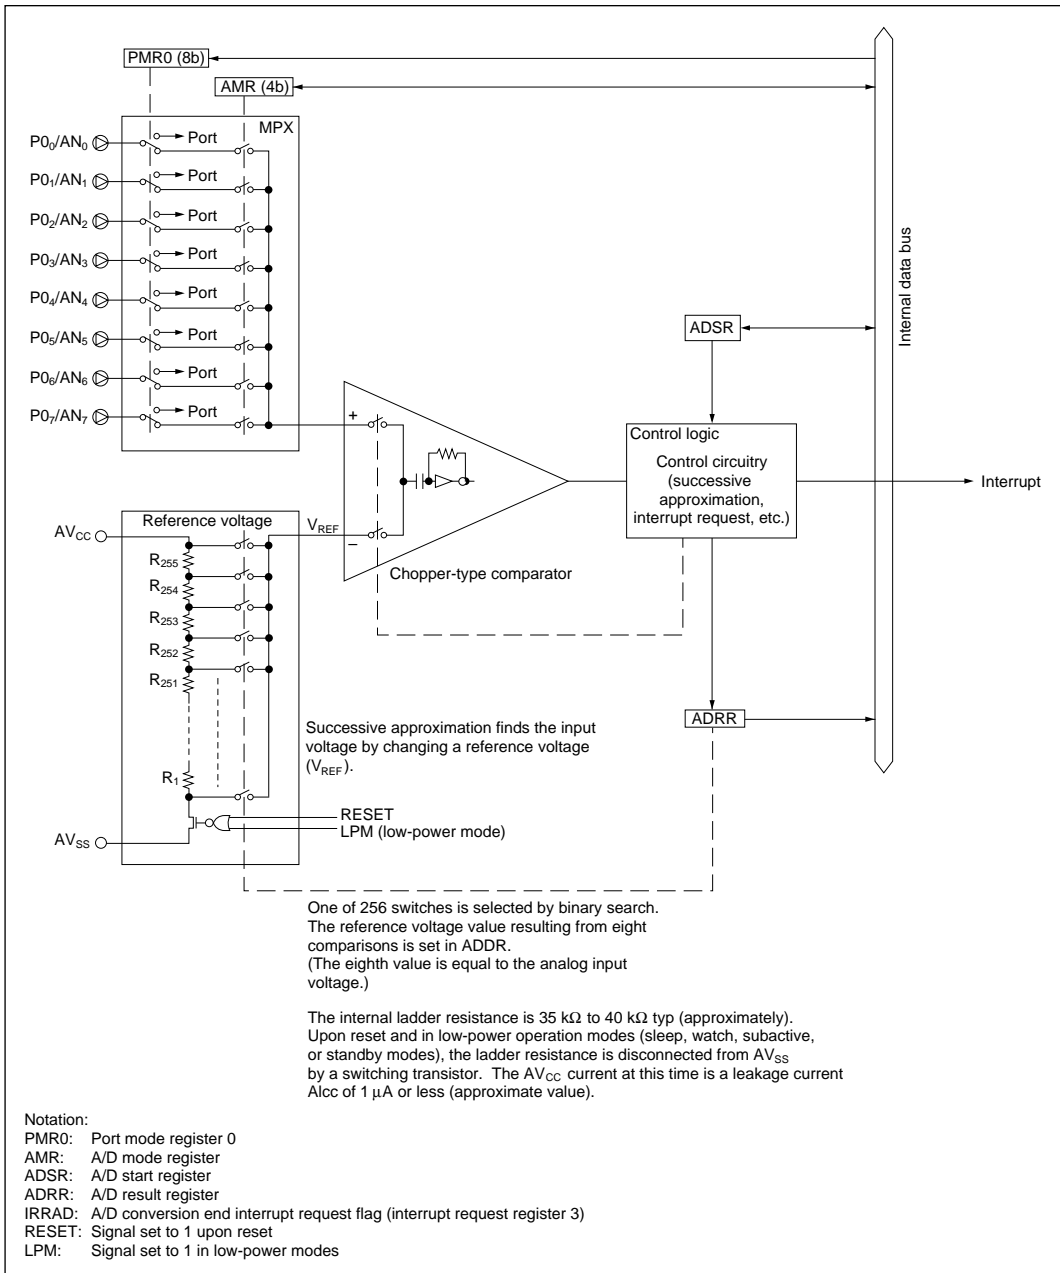 PMR0 (8b)
AMR (4b)
MPX
P0₀/AN₀
Port
P0₁/AN₁
Port
P0₂/AN₂
Port
P0₃/AN₃
Port
P0₄/AN₄
Port
P0₅/AN₅
Port
P0₆/AN₆
Port
P0₇/AN₇
Port
Internal data bus
ADSR
+
−
Control logic
Control circuitry
(successive
approximation,
interrupt request, etc.)
Interrupt
Chopper-type comparator
V_REF
Reference voltage
AV_CC
R₂₅₅
R₂₅₄
R₂₅₃
R₂₅₂
R₂₅₁
R₁
AV_SS
RESET
LPM (low-power mode)
ADRR
Successive approximation finds the input
voltage by changing a reference voltage
(V_REF).
One of 256 switches is selected by binary search.
The reference voltage value resulting from eight
comparisons is set in ADDR.
(The eighth value is equal to the analog input
voltage.)
The internal ladder resistance is 35 kΩ to 40 kΩ typ (approximately).
Upon reset and in low-power operation modes (sleep, watch, subactive,
or standby modes), the ladder resistance is disconnected from AV_SS
by a switching transistor. The AV_CC current at this time is a leakage current
AIcc of 1 µA or less (approximate value).
Notation:
PMR0: Port mode register 0
AMR: A/D mode register
ADSR: A/D start register
ADRR: A/D result register
IRRAD: A/D conversion end interrupt request flag (interrupt request register 3)
RESET: Signal set to 1 upon reset
LPM: Signal set to 1 in low-power modes